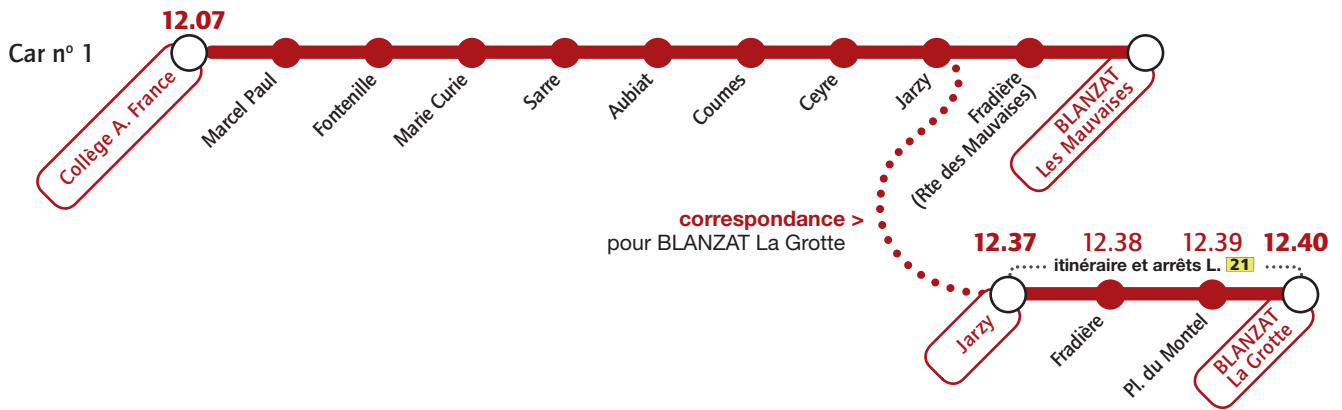 12.07
Car nº 1
Collège A. France
Marcel Paul
Fontenille
Marie Curie
Sarre
Aubiat
Coumes
Ceyre
Jarzy
Fradière
(Rte des Mauvaises)
BLANZAT
Les Mauvaises
correspondance >
pour BLANZAT La Grotte
12.37 12.38 12.39 12.40
itinéraire et arrêts L. 21
Jarzy
Fradière
Pl. du Montel
BLANZAT
La Grotte